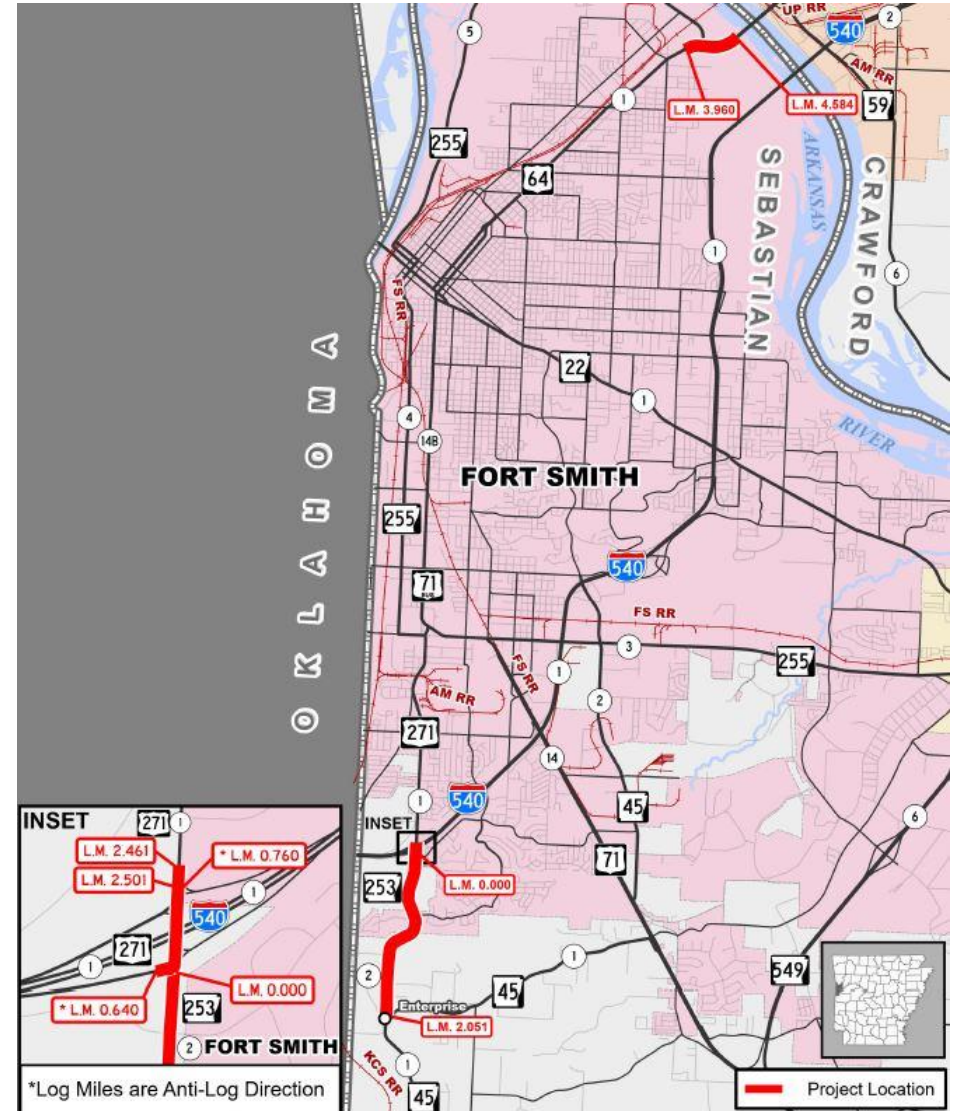 UP RR
540
2
5
AM RR
L.M. 3.960
L.M. 4.584
59
1
255
64
SEBASTIAN
ARKANSAS
CRAWFORD
1
6
FS RR
OKLAHOMA
22
1
4
14B
RIVER
FORT SMITH
255
540
71
BUS
FS RR
3
255
FS RR
1
AM RR
2
271
14
1
540
45
6
INSET
71
253
L.M. 0.000
1
549
2
45
Enterprise
L.M. 2.051
1
KCS RR
45
INSET
271
1
L.M. 2.461
* L.M. 0.760
L.M. 2.501
1
540
271
1
L.M. 0.000
* L.M. 0.640
253
2
FORT SMITH
*Log Miles are Anti-Log Direction
Project Location